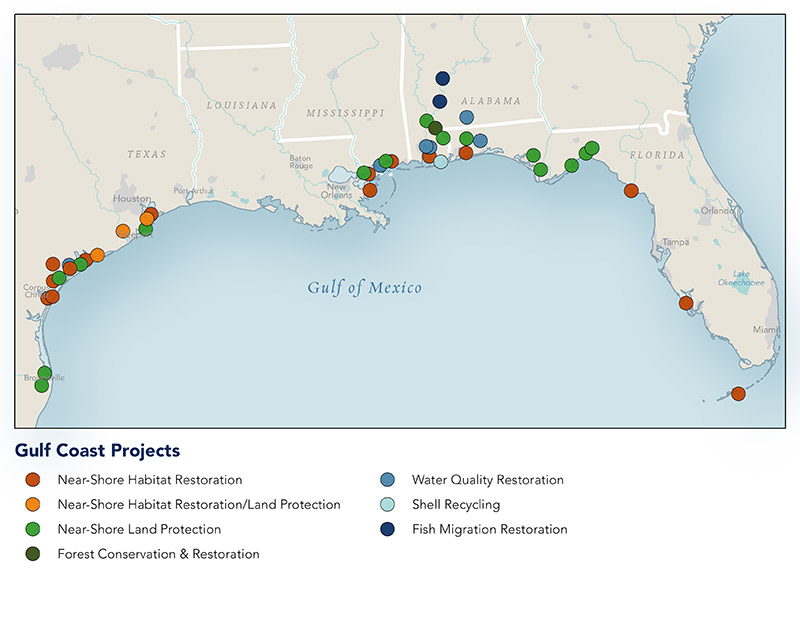 ALABAMA
LOUISIANA
MISSISSIPPI
TEXAS
FLORIDA
Baton
Rouge
New
Orleans
Port Arthur
Houston
Orlando
Tampa
Lake
Okeechobee
Gulf of Mexico
Corpus
Miami
Gulf Coast Projects
Near-Shore Habitat Restoration
Near-Shore Habitat Restoration/Land Protection
Near-Shore Land Protection
Forest Conservation & Restoration
Water Quality Restoration
Shell Recycling
Fish Migration Restoration